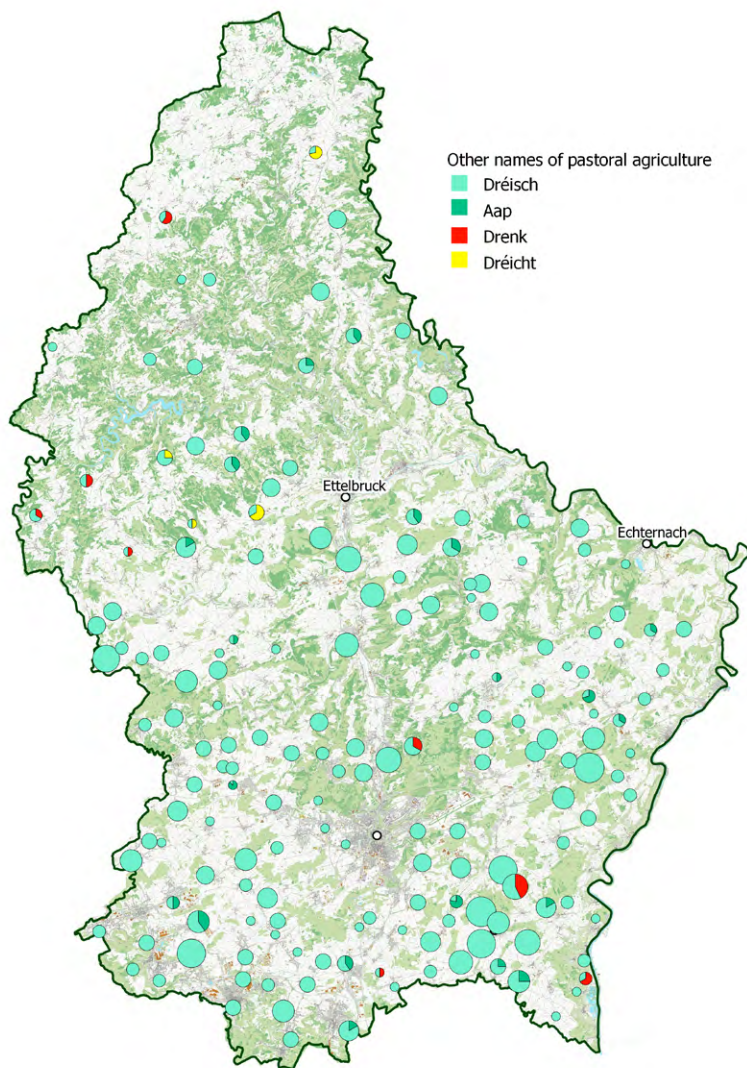 Other names of pastoral agriculture
Dréisch
Aap
Drenk
Dréicht
Ettelbruck
Echternach